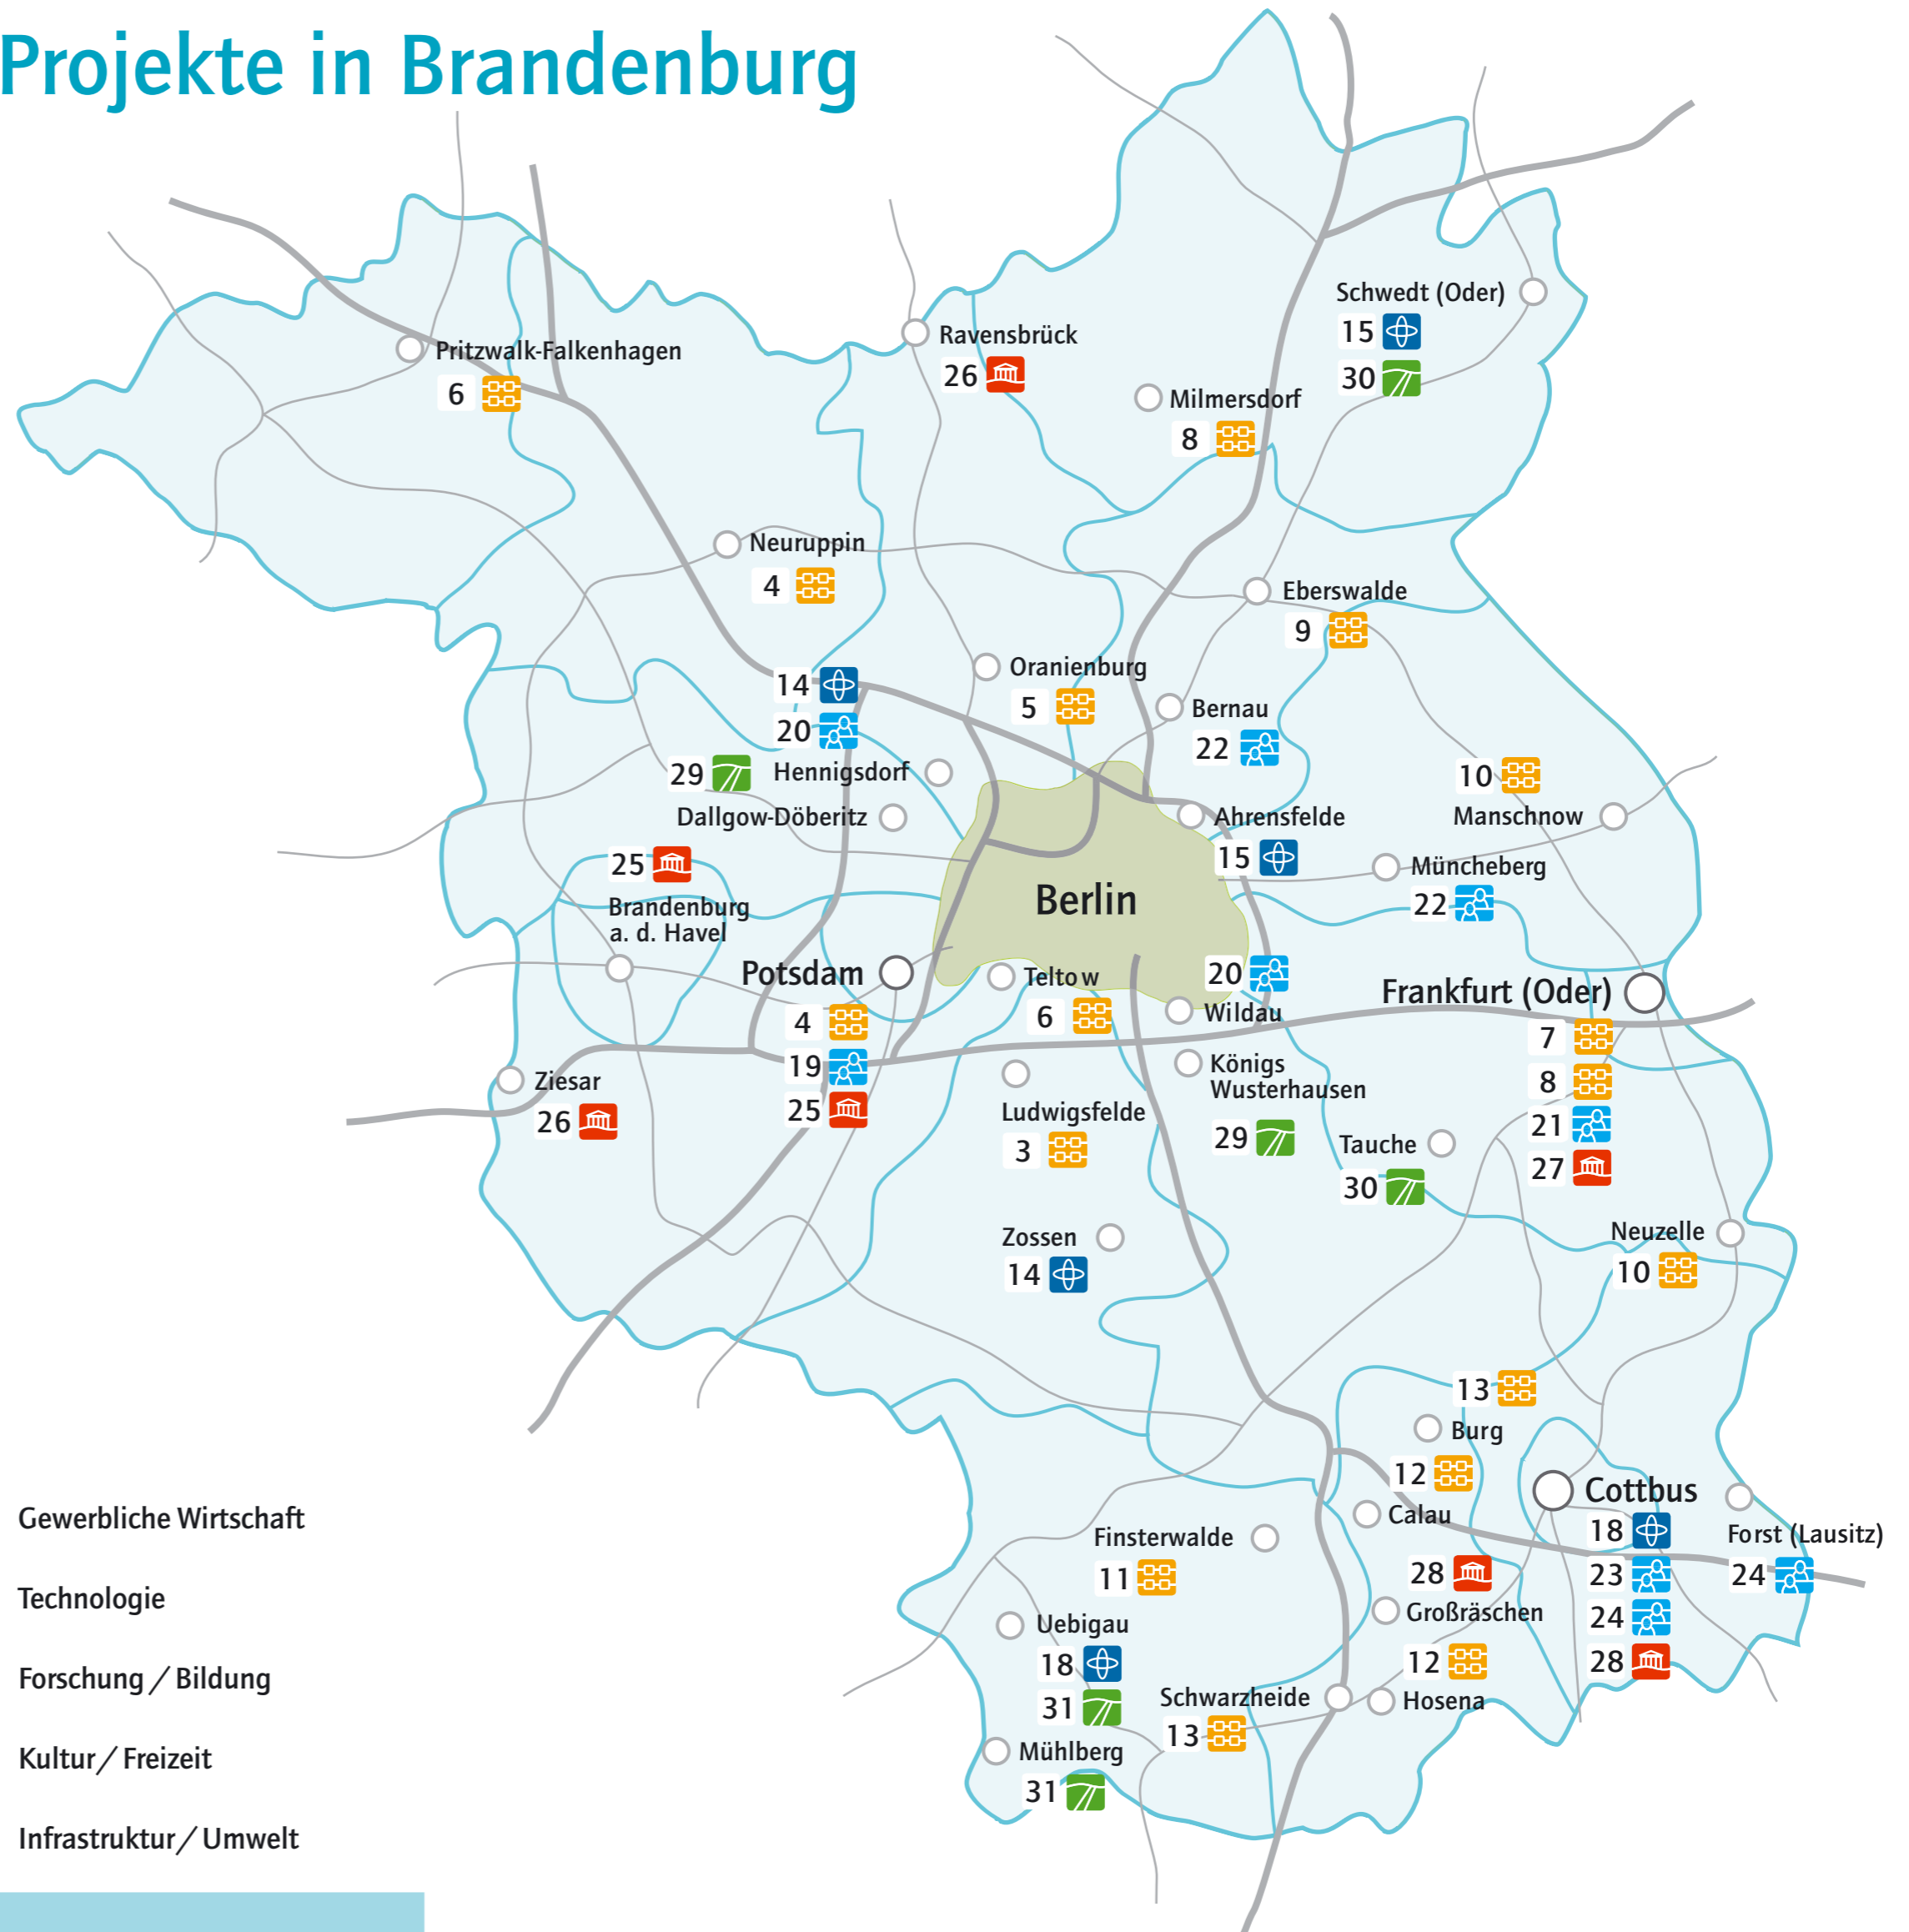 Projekte in Brandenburg
Schwedt (Oder)
15
30
Ravensbrück
26
Pritzwalk-Falkenhagen
6
Milmersdorf
8
Neuruppin
4
Eberswalde
9
Oranienburg
5
14
20
Bernau
22
29
Hennigsdorf
10
Manschnow
Dallgow-Döberitz
Ahrensfelde
15
25
Brandenburg
a. d. Havel
Berlin
Müncheberg
22
Potsdam
4
19
25
Teltow
6
20
Wildau
Frankfurt (Oder)
7
8
21
27
Ziesar
26
Königs
Wusterhausen
29
Ludwigsfelde
3
Tauche
30
Zossen
14
Neuzelle
10
13
Burg
12
Calau
Cottbus
18
23
24
28
Forst (Lausitz)
24
Finsterwalde
11
28
Großräschen
12
Hosena
Uebigau
18
31
Schwarzheide
13
Mühlberg
31
Gewerbliche Wirtschaft
Technologie
Forschung / Bildung
Kultur / Freizeit
Infrastruktur / Umwelt